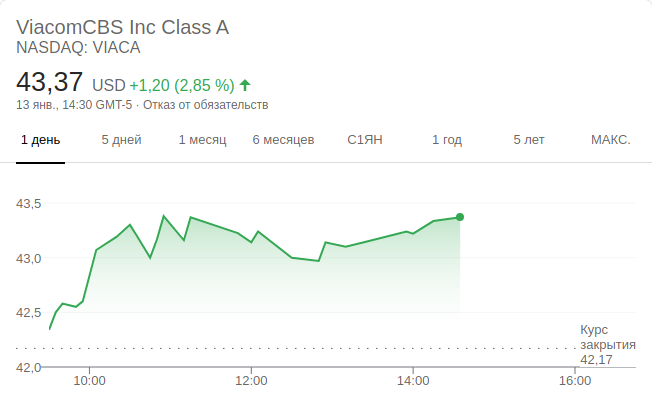 ViacomCBS Inc Class A
NASDAQ: VIACA
43,37 USD +1,20 (2,85 %) ↑
13 янв., 14:30 GMT-5 · Отказ от обязательств
1 день 5 дней 1 месяц 6 месяцев С1ЯН 1 год 5 лет МАКС.
43,5
43,0
42,5
Курс
закрытия
42,17
42,0
10:00 12:00 14:00 16:00